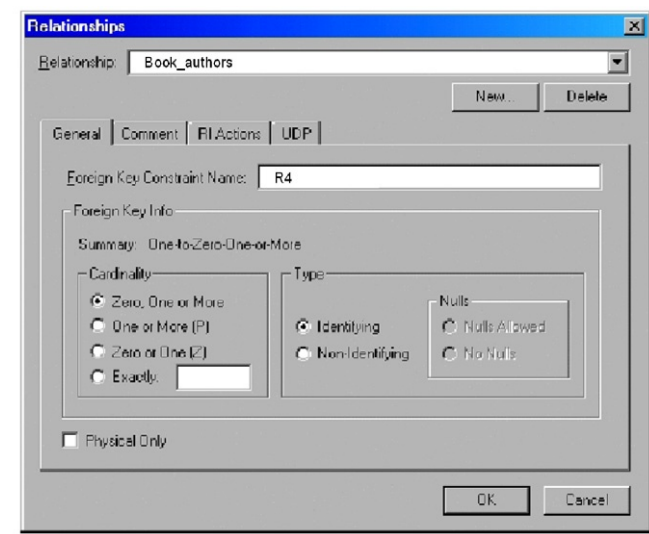 Relationships
Relationship: Book_authors
New... Delete
General Comment RI Actions UDP
Foreign Key Constraint Name: R4
Foreign Key Info
Summary: One-to-Zero-One-or-More
Cardinality
Zero, One or More
One or More (P)
Zero or One (Z)
Exactly:
Type
Identifying
Non-Identifying
Nulls
Nulls Allowed
No Nulls
Physical Only
OK Cancel